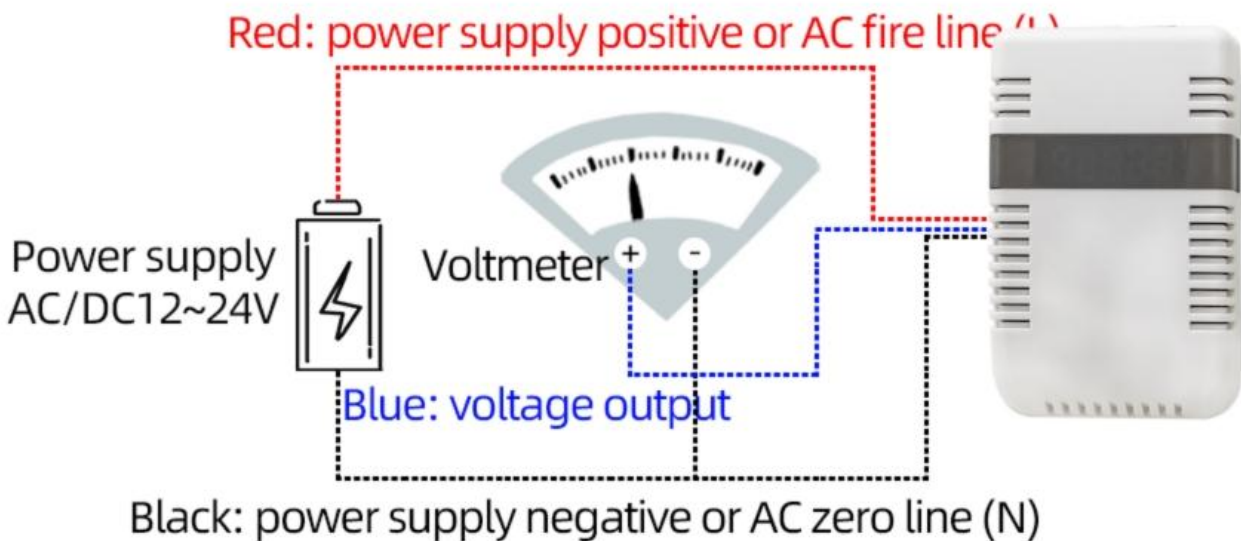 Red: power supply positive or AC fire line (L)
Power supply
AC/DC12~24V
Voltmeter
+ -
Blue: voltage output
Black: power supply negative or AC zero line (N)